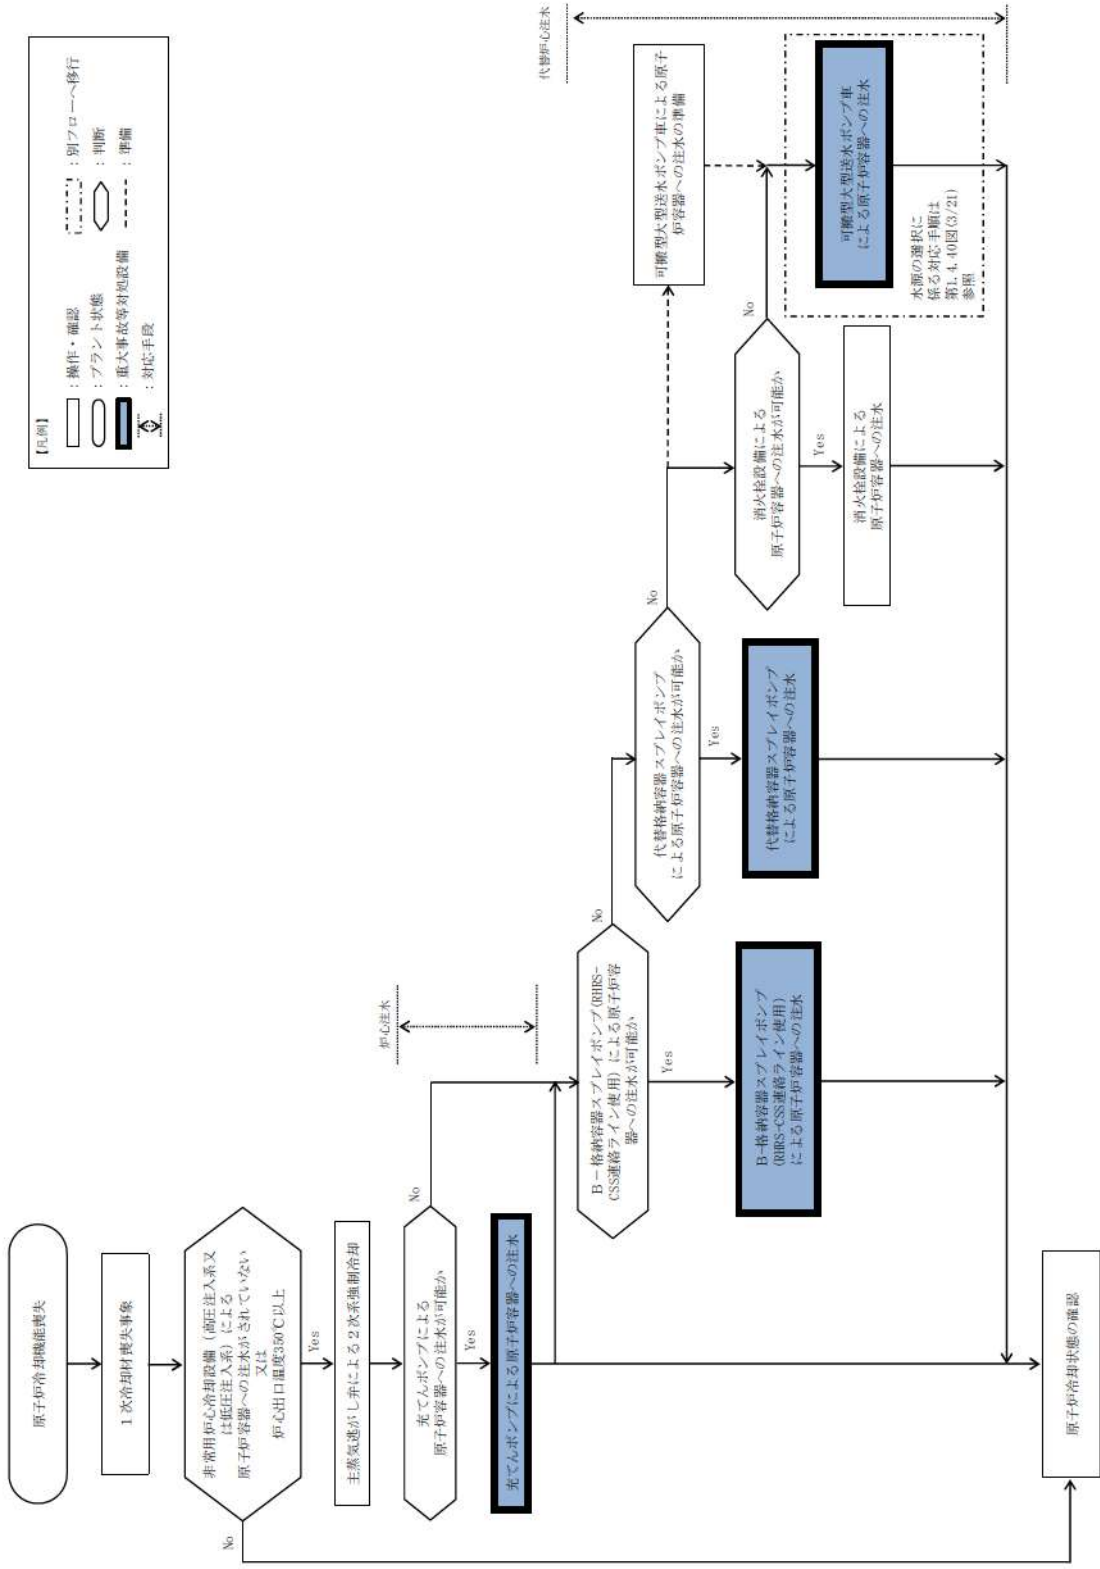 【凡例】
：操作・確認
：プラント状態
：重大事故等対処設備
：対応手段
：別フローへ移行
：判断
：準備
原子炉冷却機能喪失
1次冷却材喪失事象
非常用炉心冷却設備（高圧注入系又
は低圧注入系）による
原子炉容器への注水がされていない
又は
炉心出口温度350℃以上
No
Yes
主蒸気逃がし弁による2次系強制冷却
充てんポンプによる
原子炉容器への注水が可能か
No
Yes
充てんポンプによる原子炉容器への注水
炉心注水
B－格納容器スプレイポンプ(RHRS-
CSS連絡ライン使用）による原子炉容
器への注水が可能か
No
Yes
B-格納容器スプレイポンプ
(RHRS-CSS連絡ライン使用)
による原子炉容器への注水
代替格納容器スプレイポンプ
による原子炉容器への注水が可能か
No
Yes
代替格納容器スプレイポンプ
による原子炉容器への注水
消火栓設備による
原子炉容器への注水が可能か
No
Yes
消火栓設備による
原子炉容器への注水
代替炉心注水
可搬型大型送水ポンプ車による原子
炉容器への注水の準備
可搬型大型送水ポンプ車
による原子炉容器への注水
水源の選択に
係る対応手順は
第1.4.40図(3/21)
参照
原子炉冷却状態の確認